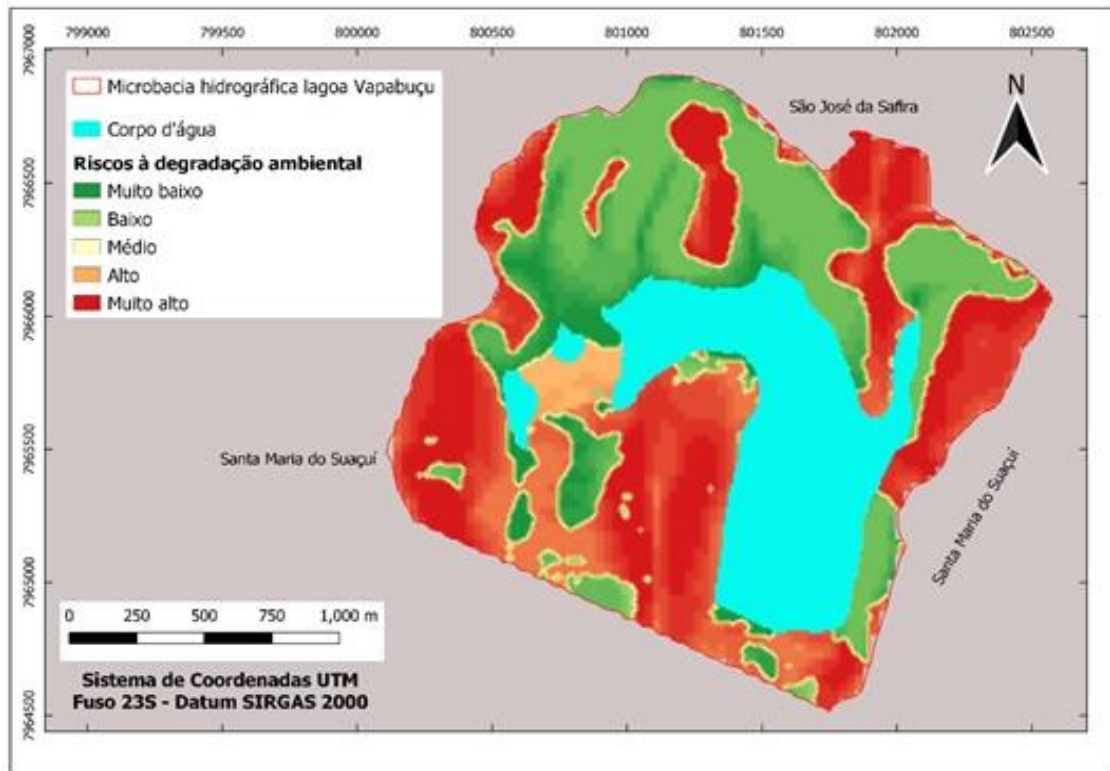 799000 799500 800000 800500 801000 801500 802000 802500
7967000
Microbacia hidrográfica lagoa Vapabuçu
São José da Safira
N
Corpo d'água
Riscos à degradação ambiental
7966500
Muito baixo
Baixo
Médio
Alto
Muito alto
7966000
7965500
Santa Maria do Suaçuí
Santa Maria do Suaçuí
7965000
0 250 500 750 1,000 m
Sistema de Coordenadas UTM
Fuso 23S - Datum SIRGAS 2000
7964500